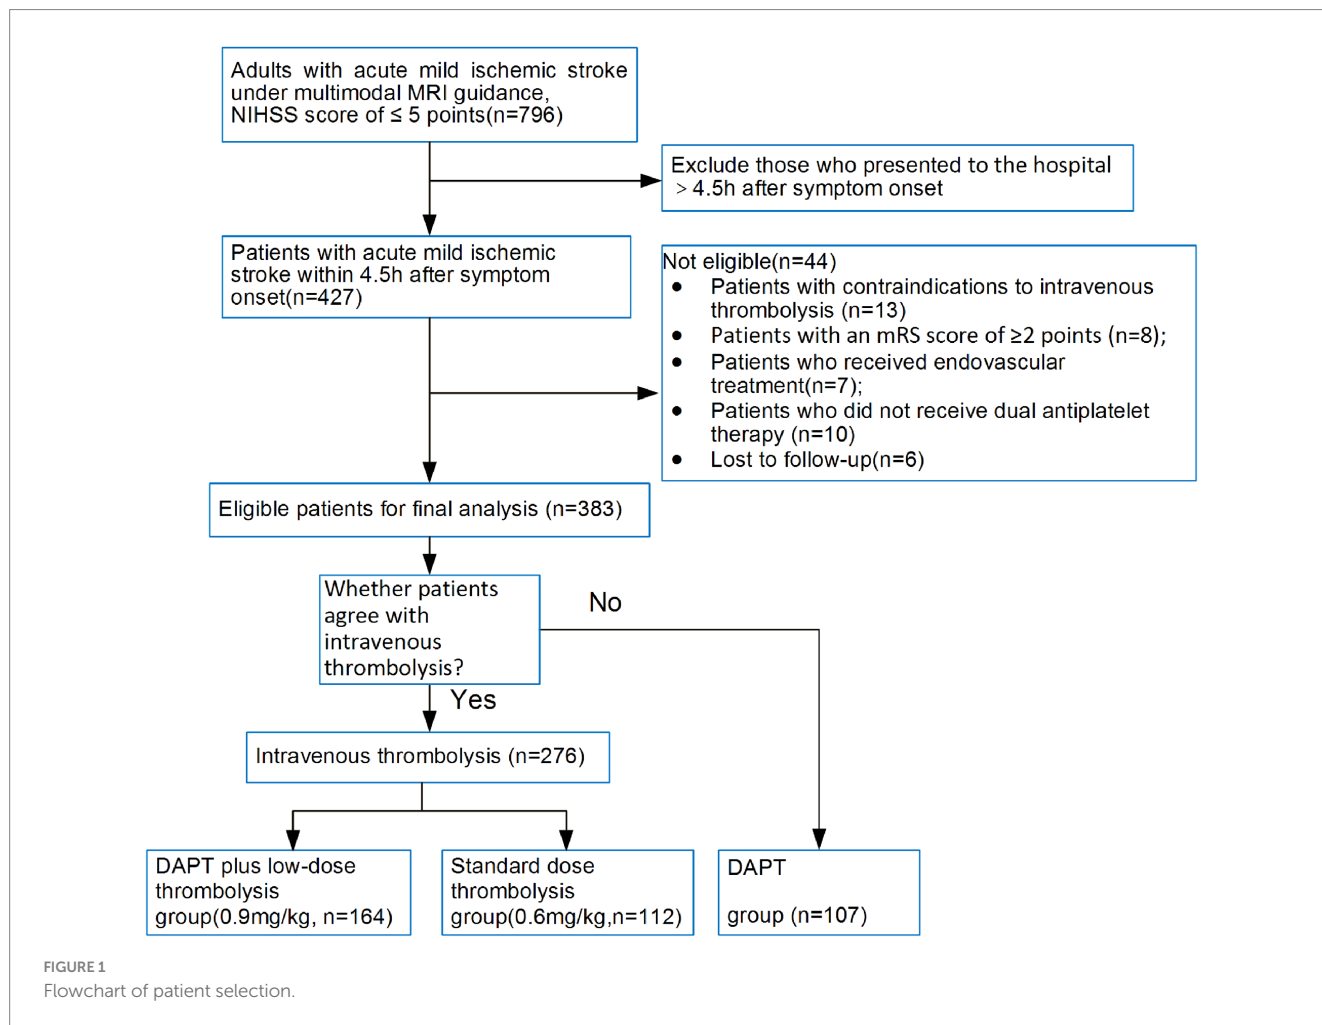 Adults with acute mild ischemic stroke
under multimodal MRI guidance,
NIHSS score of ≤ 5 points(n=796)
Exclude those who presented to the hospital
> 4.5h after symptom onset
Patients with acute mild ischemic
stroke within 4.5h after symptom
onset(n=427)
Not eligible(n=44)
● Patients with contraindications to intravenous
thrombolysis (n=13)
● Patients with an mRS score of ≥2 points (n=8);
● Patients who received endovascular
treatment(n=7);
● Patients who did not receive dual antiplatelet
therapy (n=10)
● Lost to follow-up(n=6)
Eligible patients for final analysis (n=383)
Whether patients
agree with
intravenous
thrombolysis?
No
Yes
Intravenous thrombolysis (n=276)
DAPT plus low-dose
thrombolysis
group(0.9mg/kg, n=164)
Standard dose
thrombolysis
group(0.6mg/kg,n=112)
DAPT
group (n=107)
FIGURE 1
Flowchart of patient selection.